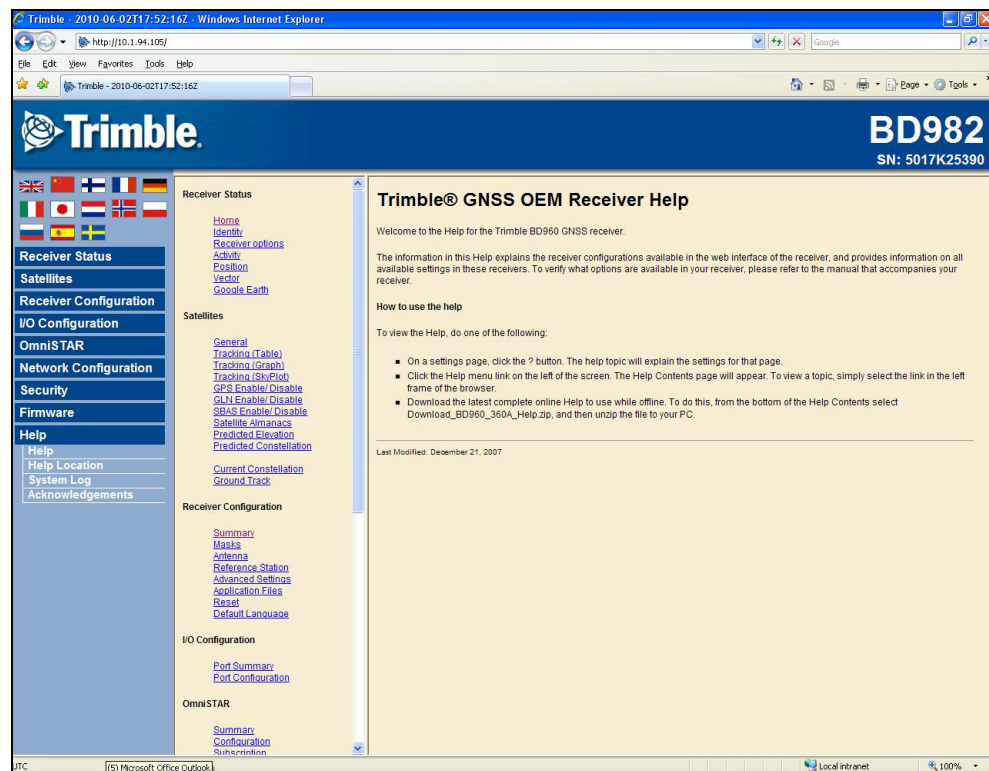 Trimble - 2010-06-02T17:52:16Z - Windows Internet Explorer
http://10.1.94.105/
Google
File Edit View Favorites Tools Help
Trimble - 2010-06-02T17:52:16Z
Page Tools
Trimble.
BD982
SN: 5017K25390
Receiver Status
Satellites
Receiver Configuration
I/O Configuration
OmniSTAR
Network Configuration
Security
Firmware
Help
Help
Help Location
System Log
Acknowledgements
Receiver Status
Home
Identity
Receiver options
Activity
Position
Vector
Google Earth
Satellites
General
Tracking (Table)
Tracking (Graph)
Tracking (SkyPlot)
GPS Enable/ Disable
GLN Enable/ Disable
SBAS Enable/ Disable
Satellite Almanacs
Predicted Elevation
Predicted Constellation
Current Constellation
Ground Track
Receiver Configuration
Summary
Masks
Antenna
Reference Station
Advanced Settings
Application Files
Reset
Default Language
I/O Configuration
Port Summary
Port Configuration
OmniSTAR
Summary
Configuration
Subscription
Trimble® GNSS OEM Receiver Help
Welcome to the Help for the Trimble BD960 GNSS receiver.
The information in this Help explains the receiver configurations available in the web interface of the receiver, and provides information on all
available settings in these receivers. To verify what options are available in your receiver, please refer to the manual that accompanies your
receiver.
How to use the help
To view the Help, do one of the following:
On a settings page, click the ? button. The help topic will explain the settings for that page.
Click the Help menu link on the left of the screen. The Help Contents page will appear. To view a topic, simply select the link in the left
frame of the browser.
Download the latest complete online Help to use while offline. To do this, from the bottom of the Help Contents select
Download_BD960_360A_Help.zip, and then unzip the file to your PC.
Last Modified: December 21, 2007
UTC
(5) Microsoft Office Outlook
Local intranet
100%